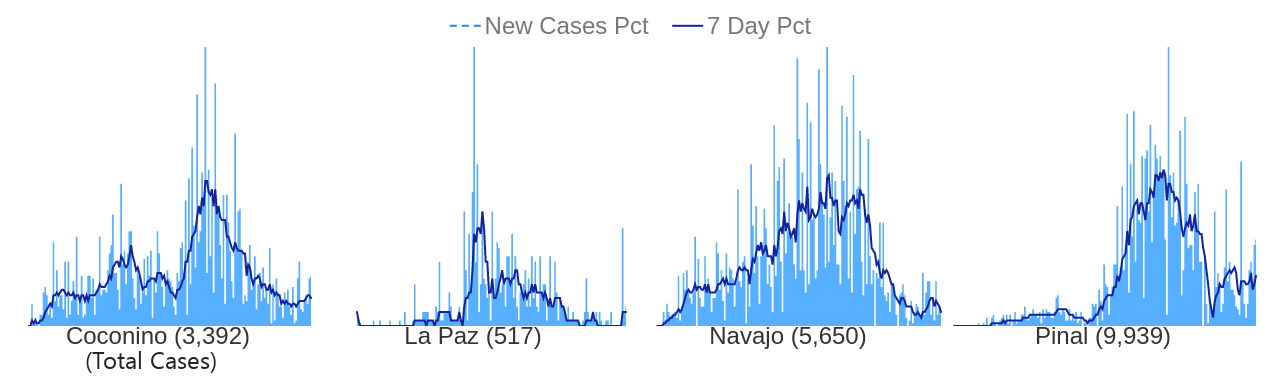 New Cases Pct 7 Day Pct
Coconino (3,392) La Paz (517) Navajo (5,650) Pinal (9,939)
(Total Cases)